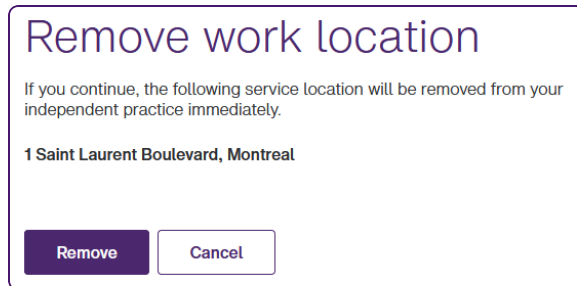 Remove work location
If you continue, the following service location will be removed from your
independent practice immediately.
1 Saint Laurent Boulevard, Montreal
Remove
Cancel